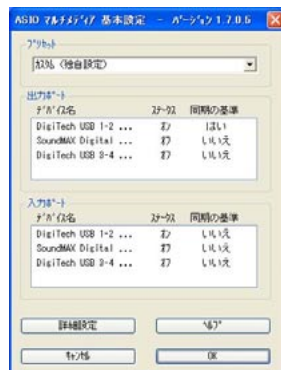 ASIO マルチメディア 基本設定 - バージョン 1.7.0.6
プリセット
カスタム (独自設定)
出力ポート
デバイス名 ステータス 同期の基準
DigiTech USB 1-2 ... オン はい
SoundMAX Digital ... オフ いいえ
DigiTech USB 3-4 ... オフ いいえ
入力ポート
デバイス名 ステータス 同期の基準
DigiTech USB 1-2 ... オン いいえ
SoundMAX Digital ... オフ いいえ
DigiTech USB 3-4 ... オフ いいえ
詳細設定 ヘルプ
キャンセル OK